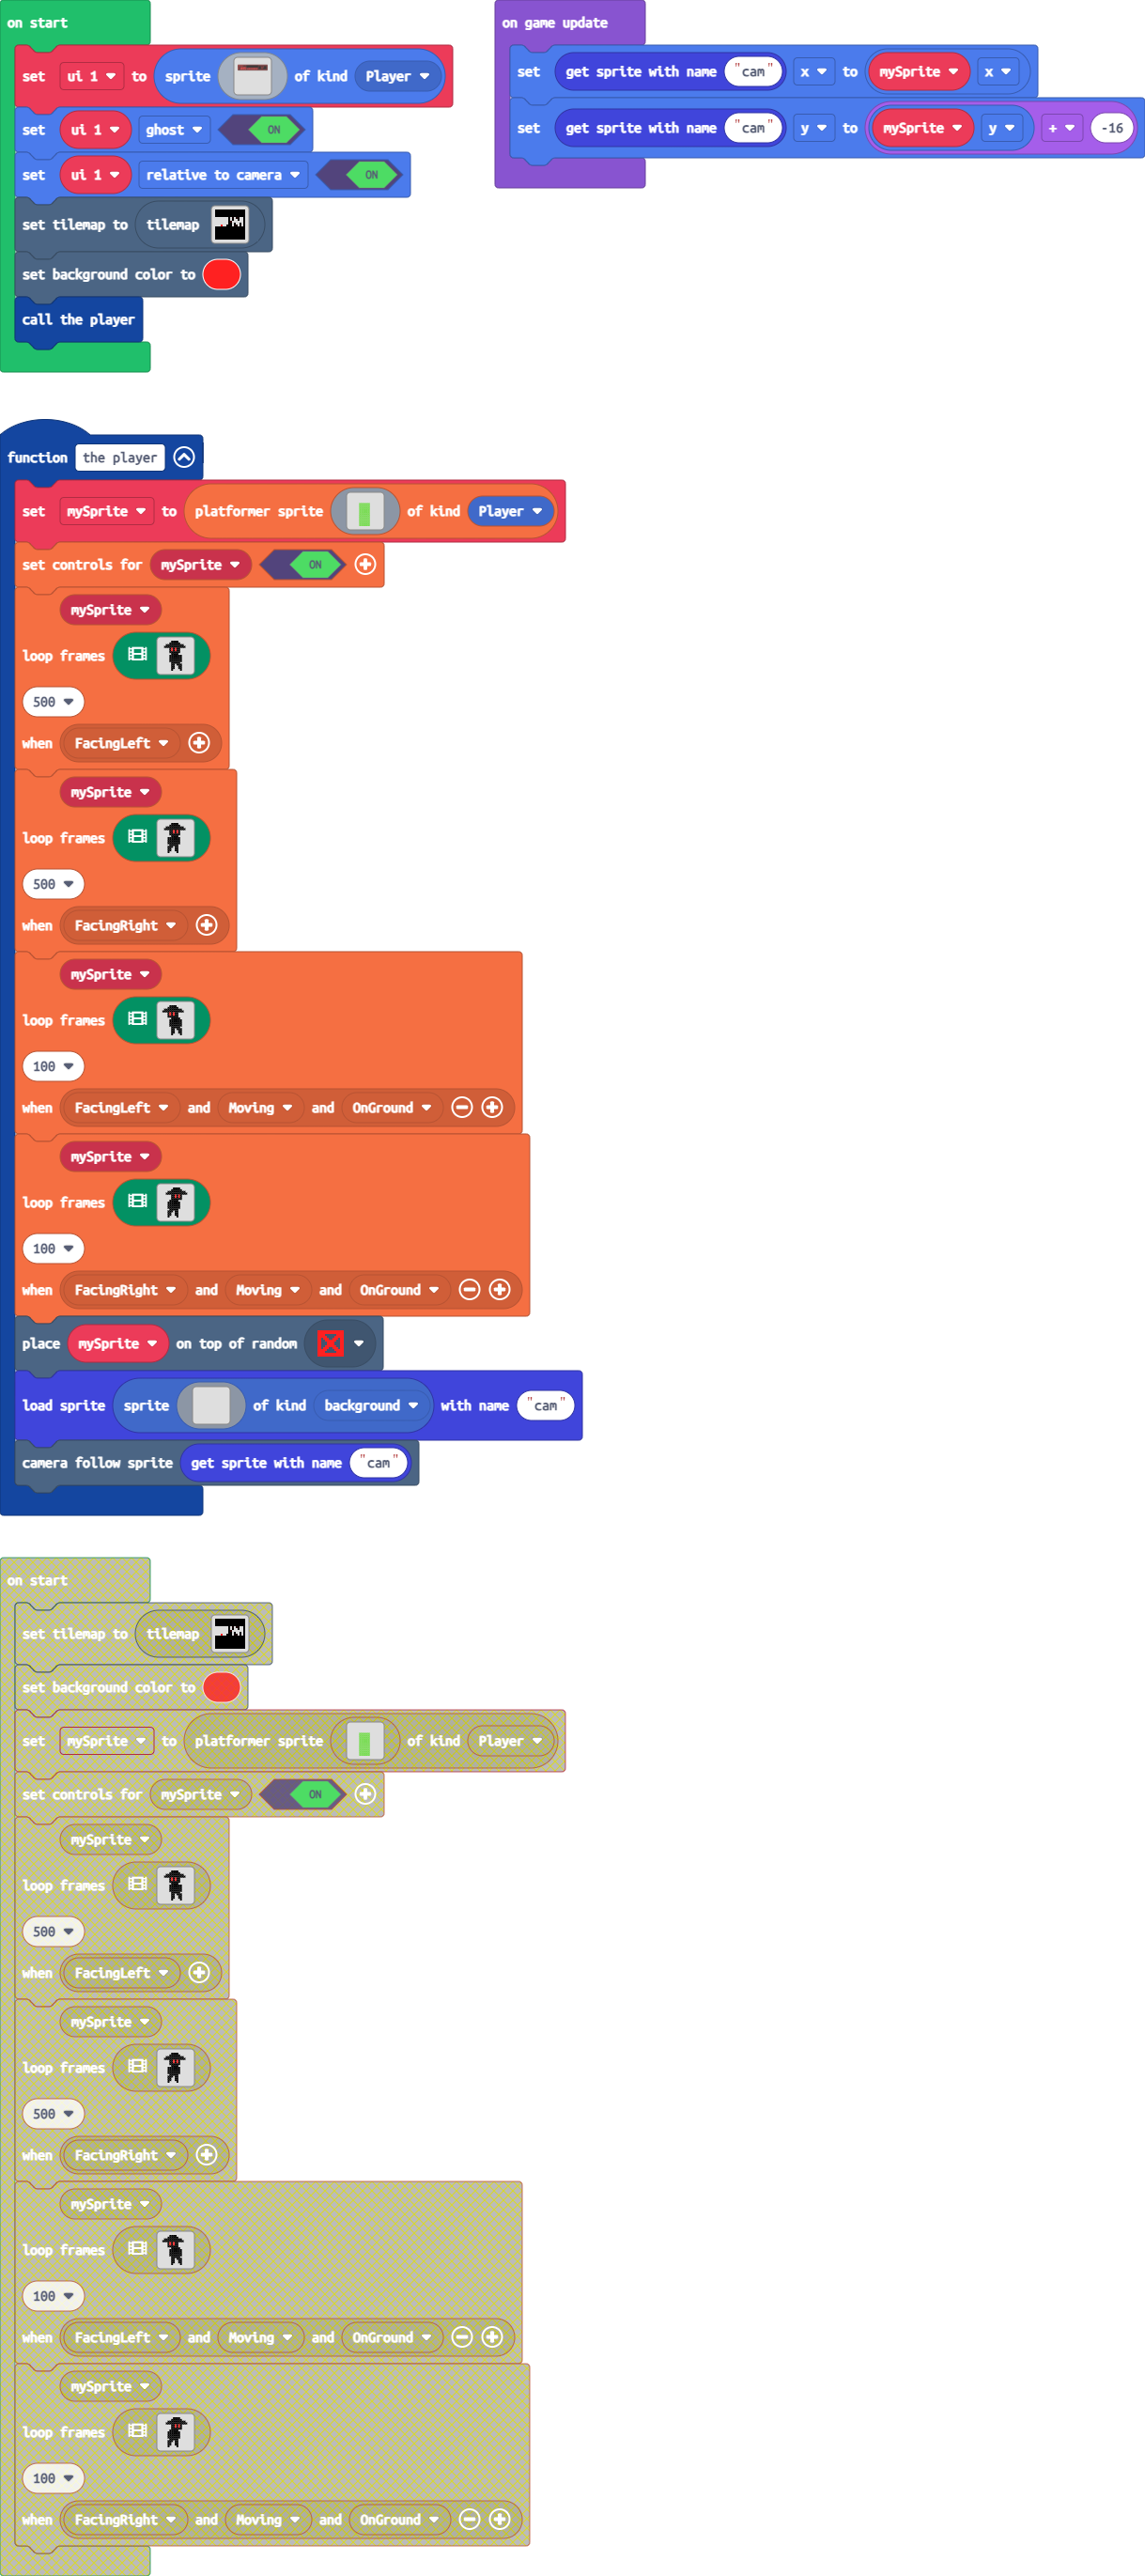 on start
set ui 1 to sprite of kind Player
set ui 1 ghost ON
set ui 1 relative to camera ON
set tilemap to tilemap
set background color to
call the player
on game update
set get sprite with name "cam" x to mySprite x
set get sprite with name "cam" y to mySprite y + -16
function the player
set mySprite to platformer sprite of kind Player
set controls for mySprite ON
mySprite
loop frames
500
when FacingLeft
mySprite
loop frames
500
when FacingRight
mySprite
loop frames
100
when FacingLeft and Moving and OnGround
mySprite
loop frames
100
when FacingRight and Moving and OnGround
place mySprite on top of random
load sprite sprite of kind background with name "cam"
camera follow sprite get sprite with name "cam"
on start
set tilemap to tilemap
set background color to
set mySprite to platformer sprite of kind Player
set controls for mySprite ON
mySprite
loop frames
500
when FacingLeft
mySprite
loop frames
500
when FacingRight
mySprite
loop frames
100
when FacingLeft and Moving and OnGround
mySprite
loop frames
100
when FacingRight and Moving and OnGround